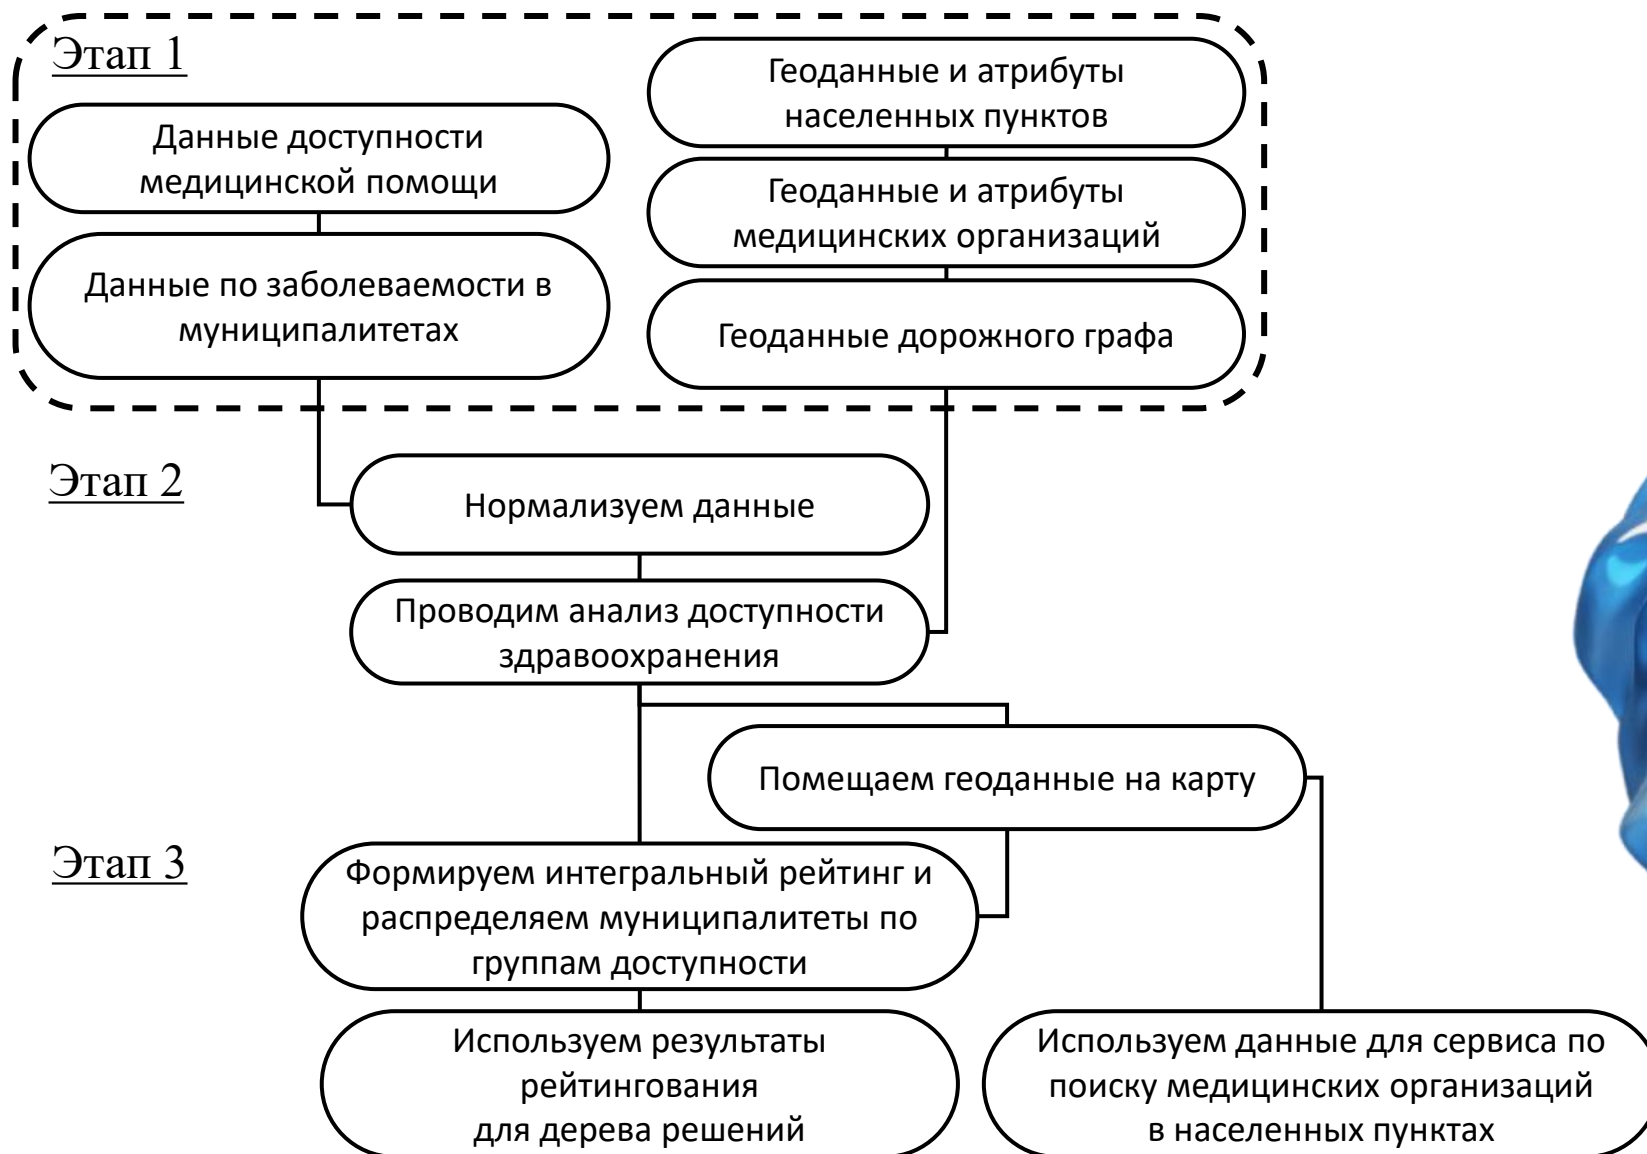 Этап 1
Данные доступности
медицинской помощи
Данные по заболеваемости в
муниципалитетах
Геоданные и атрибуты
населенных пунктов
Геоданные и атрибуты
медицинских организаций
Геоданные дорожного графа
Этап 2
Нормализуем данные
Проводим анализ доступности
здравоохранения
Помещаем геоданные на карту
Этап 3
Формируем интегральный рейтинг и
распределяем муниципалитеты по
группам доступности
Используем результаты
рейтингования
для дерева решений
Используем данные для сервиса по
поиску медицинских организаций
в населенных пунктах